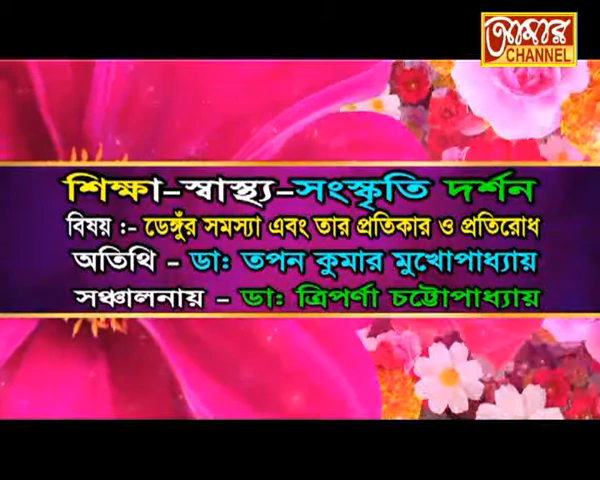 আমার
CHANNEL
শিক্ষা-স্বাস্থ্য-সংস্কৃতি দর্শন
বিষয় :- ডেঙ্গুঁর সমস্যা এবং তার প্রতিকার ও প্রতিরোধ
অতিথি - ডা: তপন কুমার মুখোপাধ্যায়
সঞ্চালনায় - ডা: ত্রিপর্ণা চট্টোপাধ্যায়